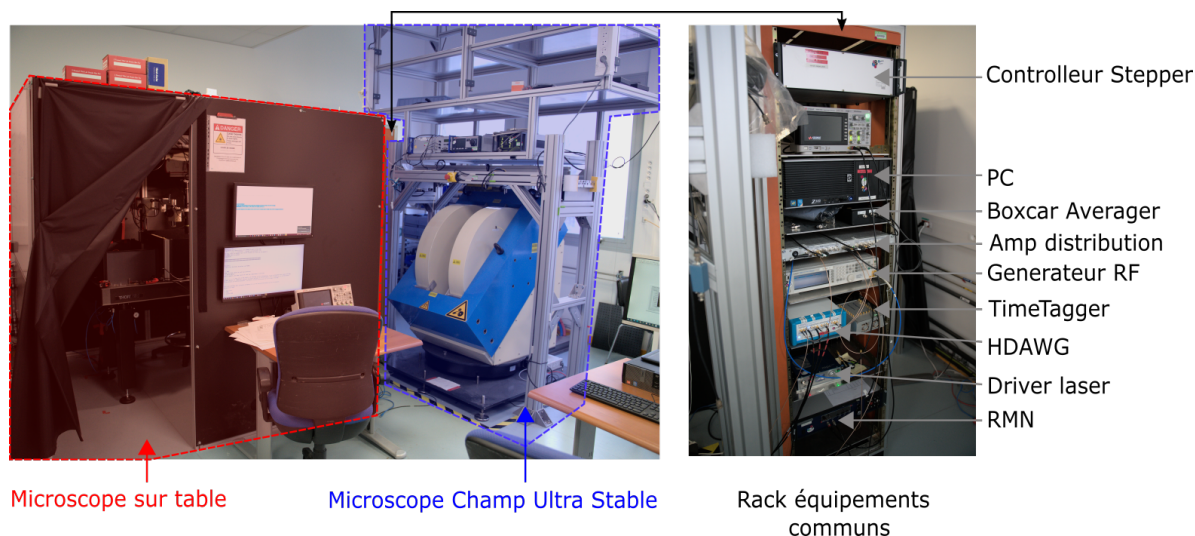 Controlleur Stepper
PC
Boxcar Averager
Amp distribution
Generateur RF
TimeTagger
HDAWG
Driver laser
RMN
Microscope sur table
Microscope Champ Ultra Stable
Rack équipements
communs
DANGER